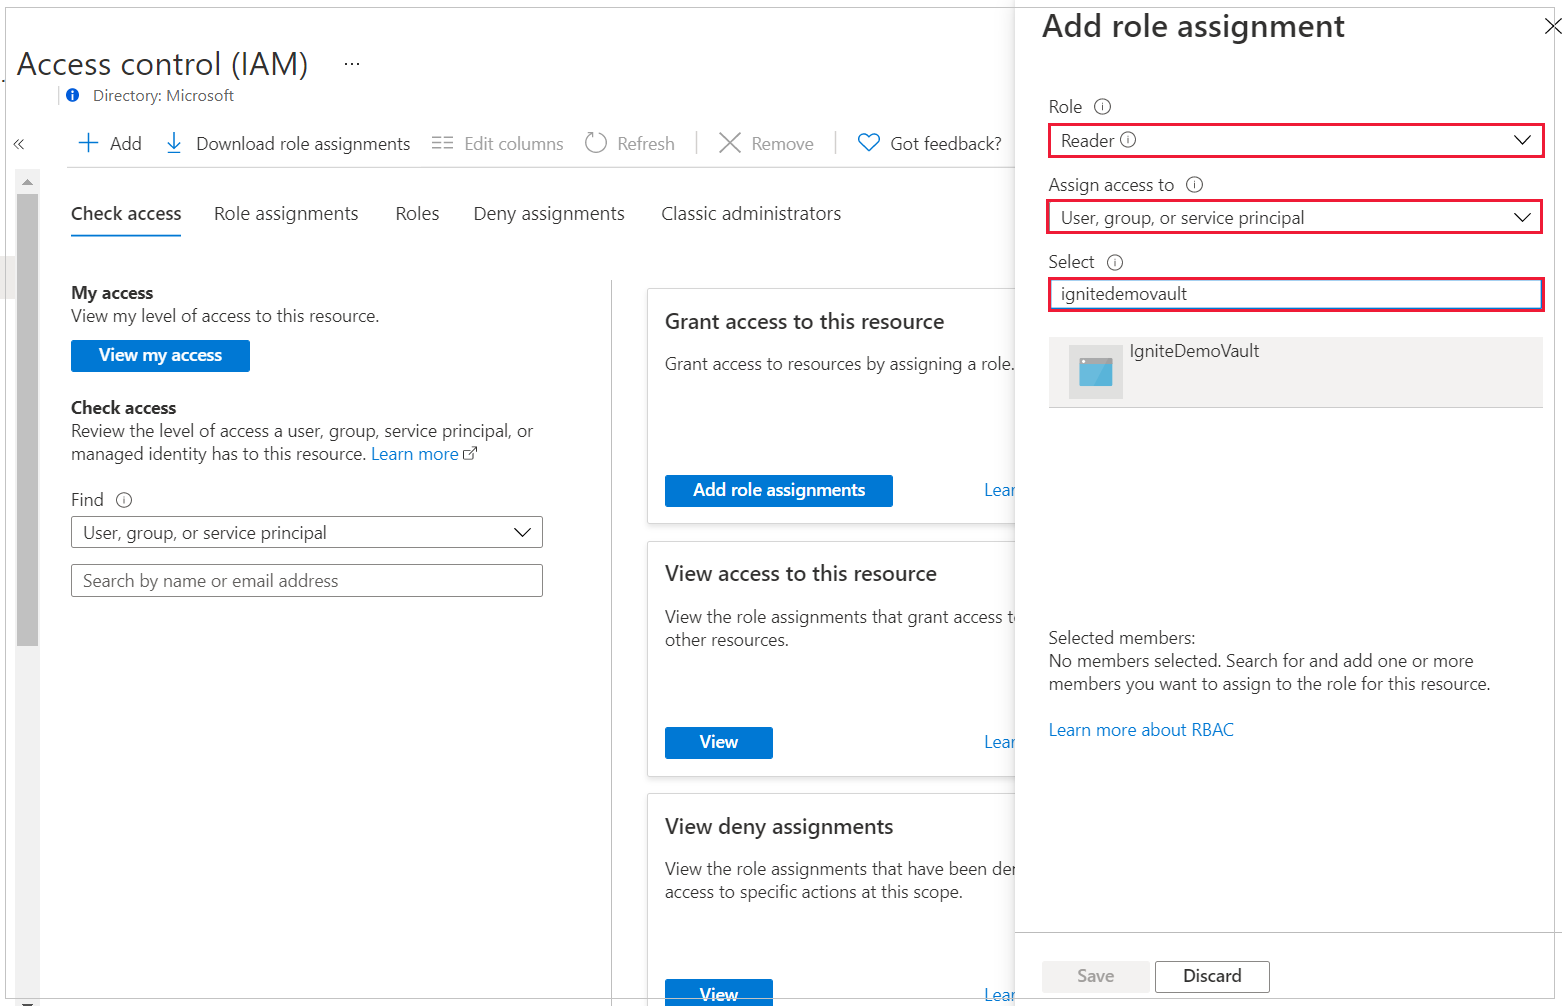 Access control (IAM) ...
Directory: Microsoft
«
Add
Download role assignments
Edit columns
Refresh
Remove
Got feedback?
Check access
Role assignments
Roles
Deny assignments
Classic administrators
My access
View my level of access to this resource.
View my access
Check access
Review the level of access a user, group, service principal, or
managed identity has to this resource. Learn more
Find
User, group, or service principal
Search by name or email address
Grant access to this resource
Grant access to resources by assigning a role.
Add role assignments
Lear
View access to this resource
View the role assignments that grant access t
other resources.
View
Lear
View deny assignments
View the role assignments that have been der
access to specific actions at this scope.
View
Lear
Add role assignment
Role
Reader
Assign access to
User, group, or service principal
Select
ignitedemovault
IgniteDemoVault
Selected members:
No members selected. Search for and add one or more
members you want to assign to the role for this resource.
Learn more about RBAC
Save
Discard